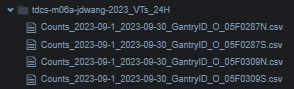 tdcs-m06a-jdwang-2023_VTs_24H
Counts_2023-09-1_2023-09-30_GantryID_O_05F0287N.csv
Counts_2023-09-1_2023-09-30_GantryID_O_05F0287S.csv
Counts_2023-09-1_2023-09-30_GantryID_O_05F0309N.csv
Counts_2023-09-1_2023-09-30_GantryID_O_05F0309S.csv